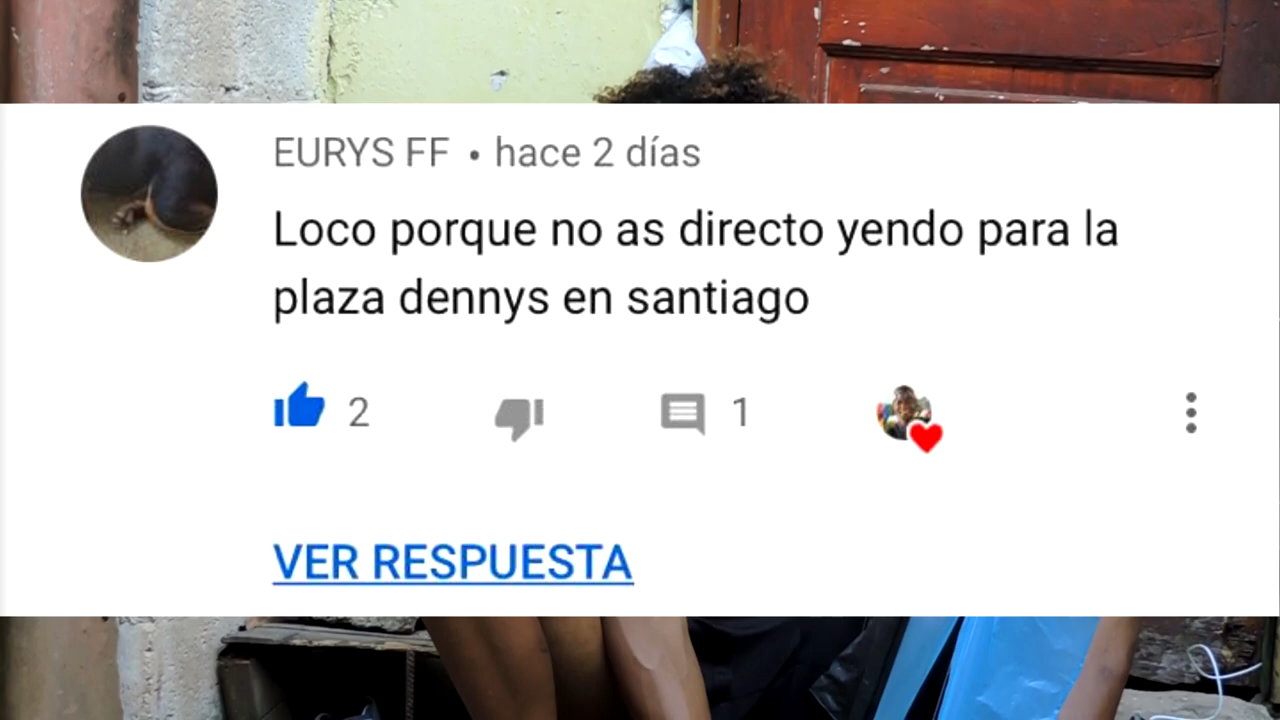 EURYS FF • hace 2 días
Loco porque no as directo yendo para la
plaza dennys en santiago
2
1
VER RESPUESTA